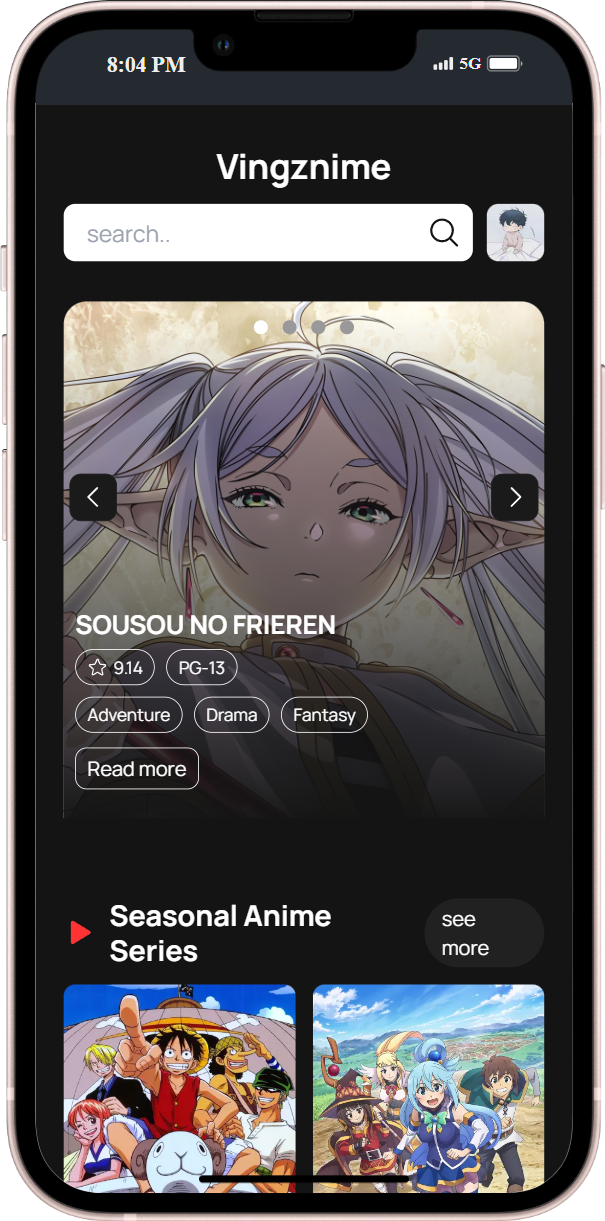 8:04 PM 5G
Vingznime
search..
SOUSOU NO FRIEREN
9.14 PG-13
Adventure Drama Fantasy
Read more
Seasonal Anime
Series
see
more